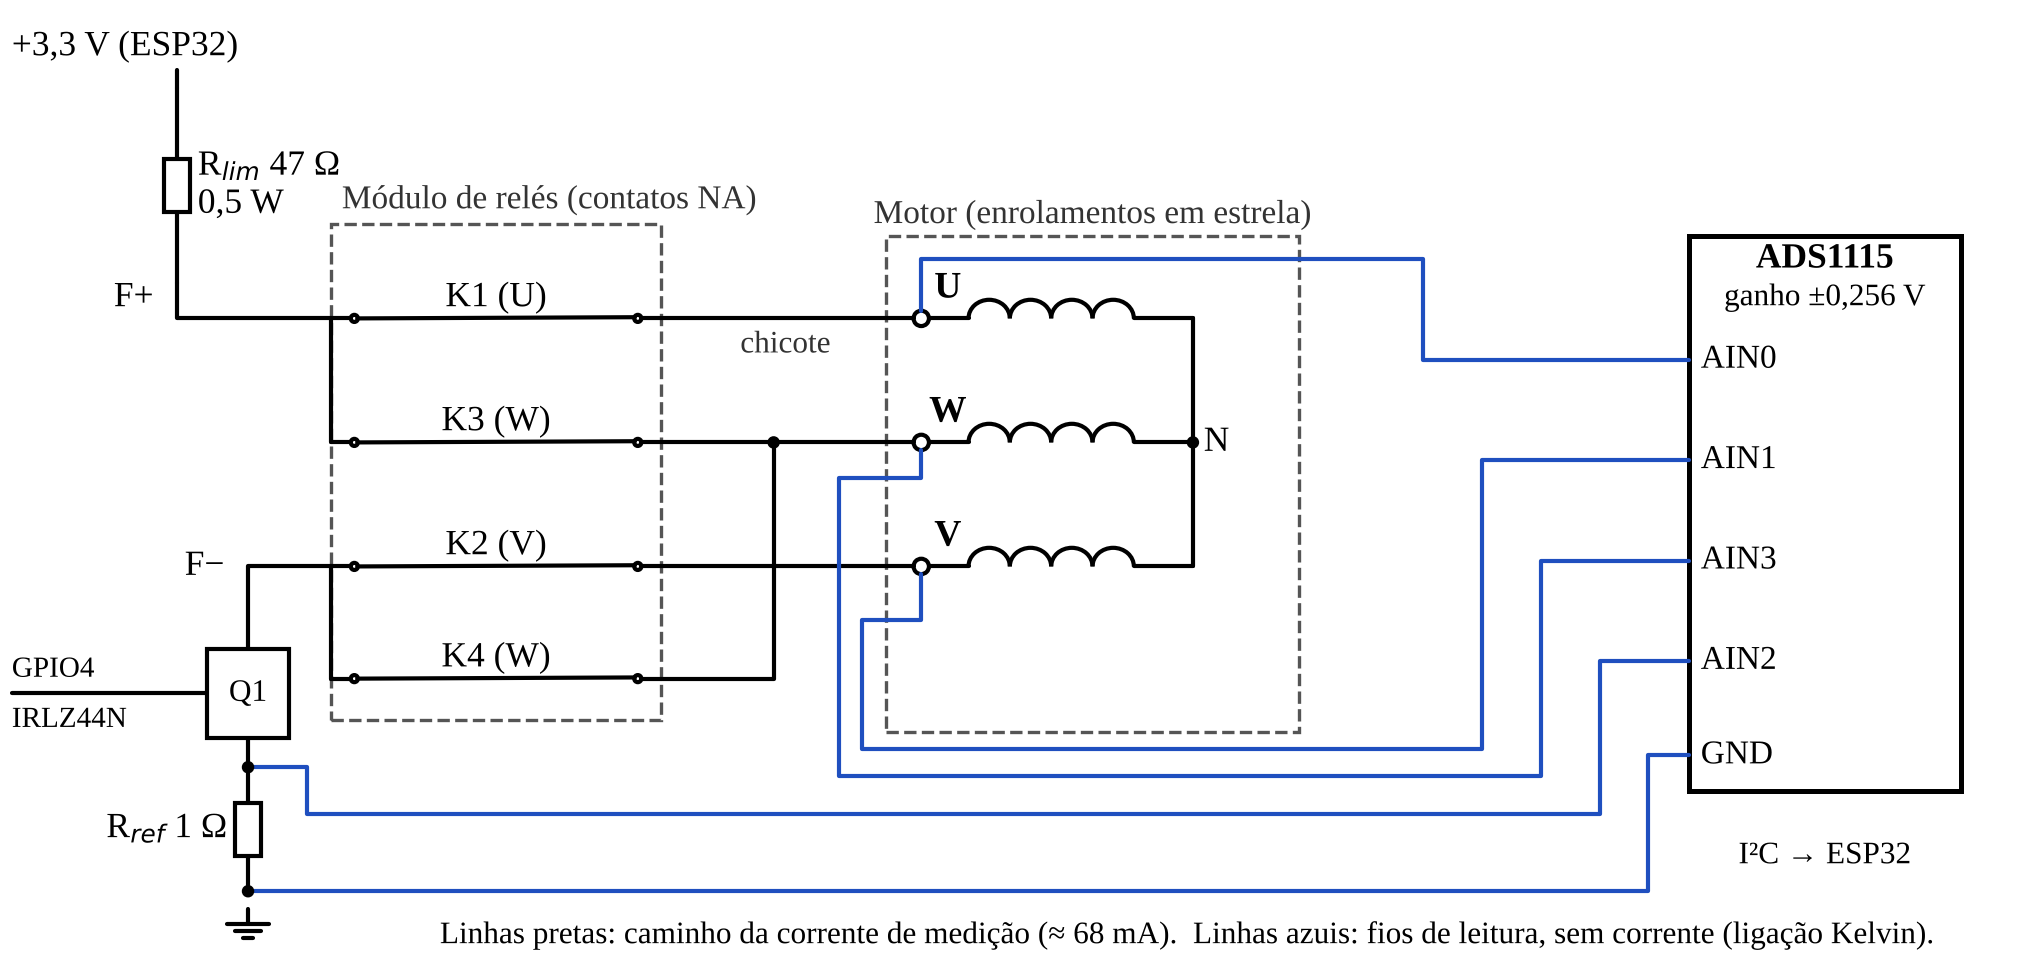 +3,3 V (ESP32)
Rlim 47 Ω
0,5 W
Módulo de relés (contatos NA)
Motor (enrolamentos em estrela)
ADS1115
ganho ±0,256 V
F+
K1 (U)
U
chicote
AIN0
K3 (W)
W
N
AIN1
F−
K2 (V)
V
AIN3
GPIO4
Q1
IRLZ44N
K4 (W)
AIN2
GND
Rref 1 Ω
I²C → ESP32
Linhas pretas: caminho da corrente de medição (≈ 68 mA). Linhas azuis: fios de leitura, sem corrente (ligação Kelvin).